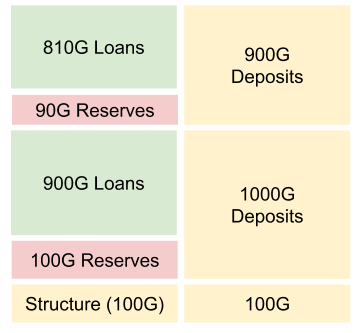 810G Loans
900G
Deposits
90G Reserves
900G Loans
1000G
Deposits
100G Reserves
Structure (100G)
100G